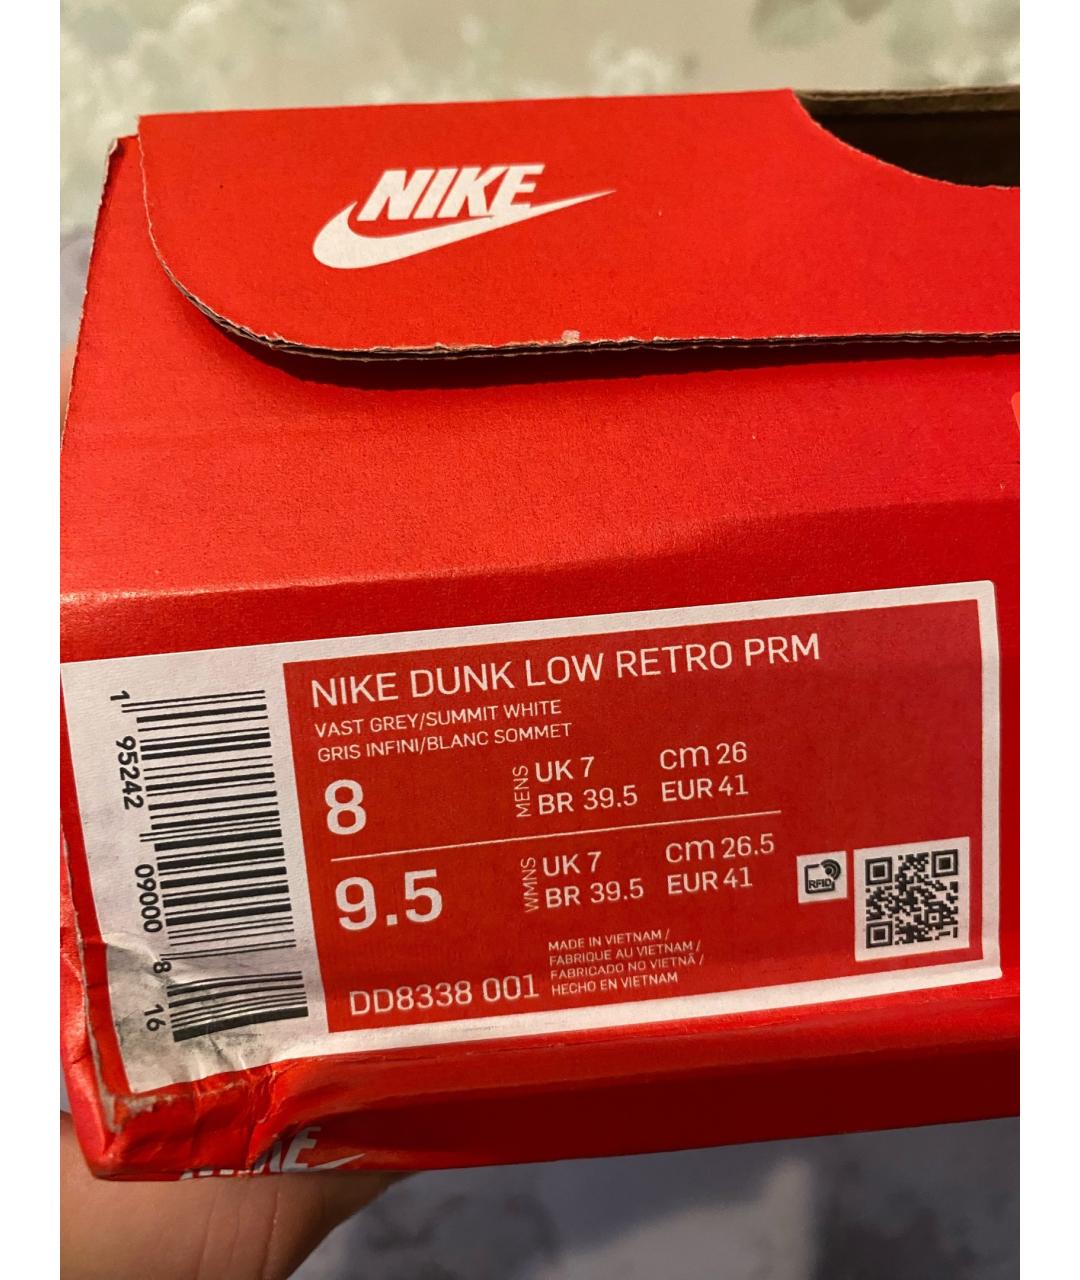 NIKE
NIKE DUNK LOW RETRO PRM
VAST GREY/SUMMIT WHITE
GRIS INFINI/BLANC SOMMET
8
MENS
UK 7
cm 26
BR 39.5
EUR 41
9.5
WMNS
UK 7
cm 26.5
BR 39.5
EUR 41
RFID
MADE IN VIETNAM /
FABRIQUE AU VIETNAM /
FABRICADO NO VIETNÃ /
HECHO EN VIETNAM
DD8338 001
1 95242 09000 8 16
NIKE